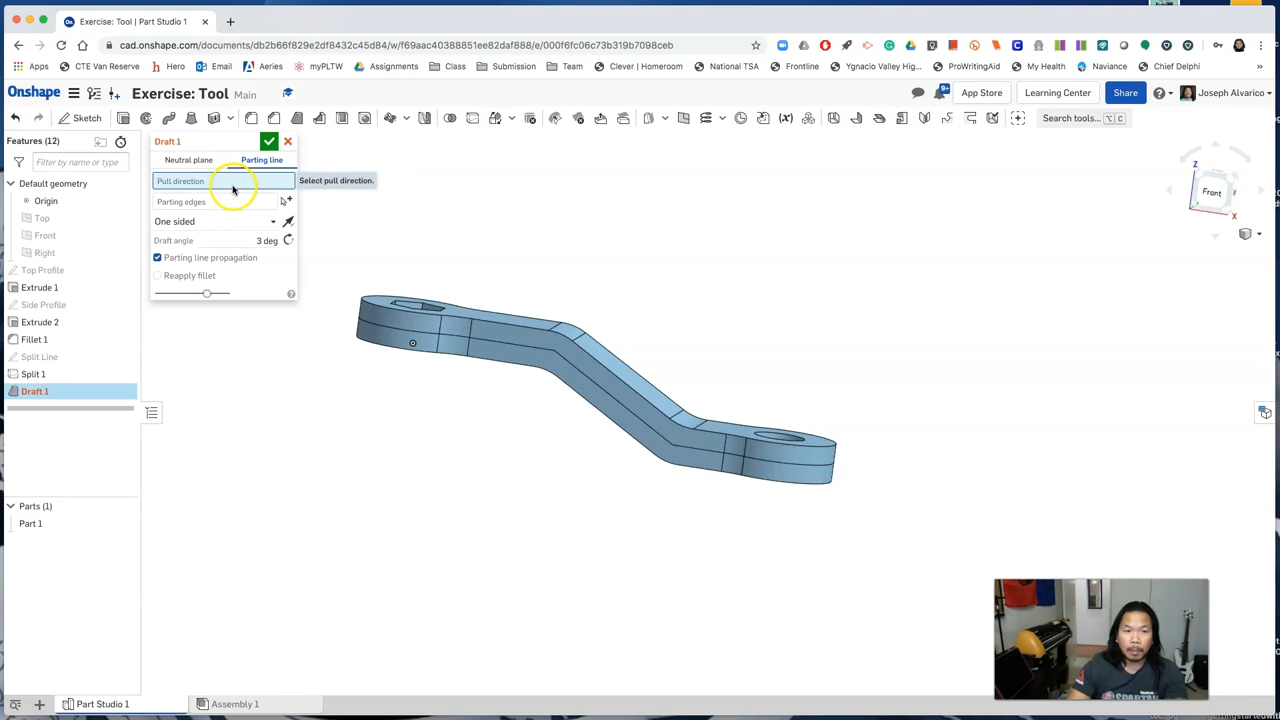 Exercise: Tool | Part Studio 1
cad.onshape.com/documents/db2b66f829e2df8432c45d84/w/f69aac40388851ee82daf888/e/000f6fc06c73b319b7098ceb
Apps CTE Van Reserve Hero Email Aeries myPLTW Assignments Class Submission Team Clever | Homeroom National TSA Frontline Ygnacio Valley Hig... ProWritingAid My Health Naviance Chief Delphi »
Onshape Exercise: Tool Main 9+ App Store Learning Center Share Joseph Alvarico
Sketch Search tools... ⌥ C
Features (12)
Filter by name or type
Default geometry
Origin
Top
Front
Right
Top Profile
Extrude 1
Side Profile
Extrude 2
Fillet 1
Split Line
Split 1
Draft 1
Parts (1)
Part 1
Draft 1
Neutral plane Parting line
Pull direction Select pull direction.
Parting edges
One sided
Draft angle 3 deg
Parting line propagation
Reapply fillet
Z
Front
X
SPARTAN
Part Studio 1 Assembly 1